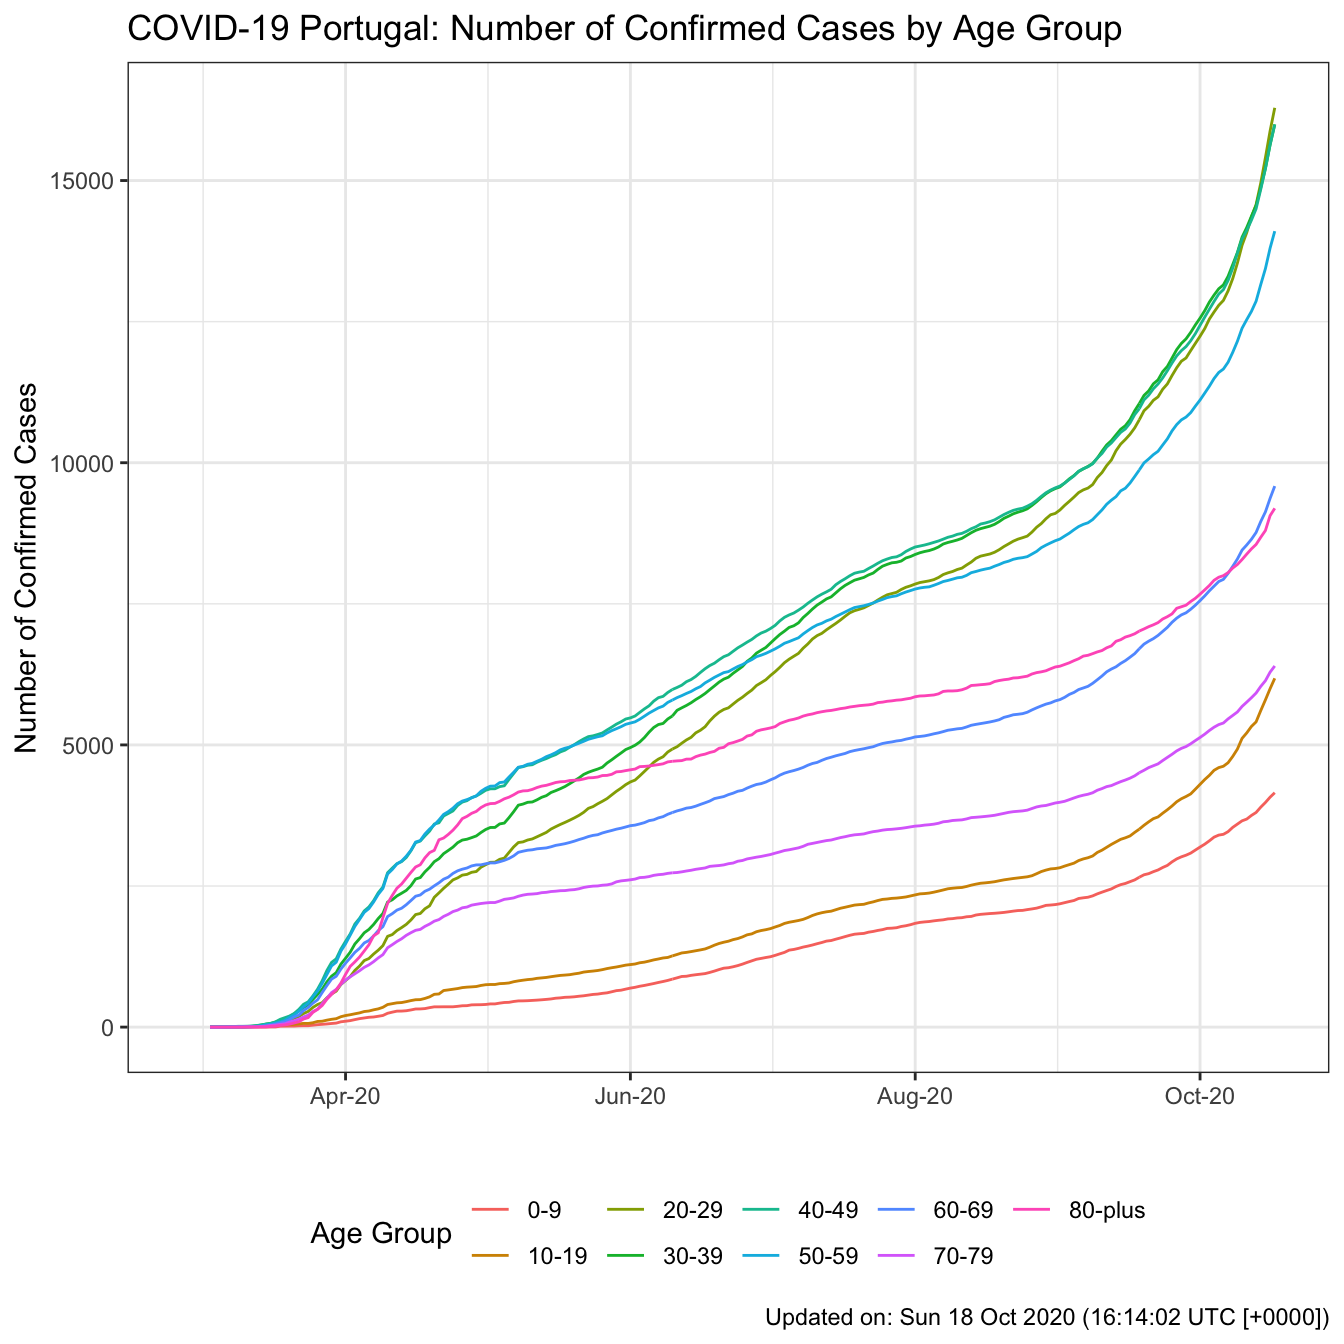 COVID-19 Portugal: Number of Confirmed Cases by Age Group
Number of Confirmed Cases
15000
10000
5000
0
Apr-20 Jun-20 Aug-20 Oct-20
Age Group
0-9 20-29 40-49 60-69 80-plus
10-19 30-39 50-59 70-79
Updated on: Sun 18 Oct 2020 (16:14:02 UTC [+0000])